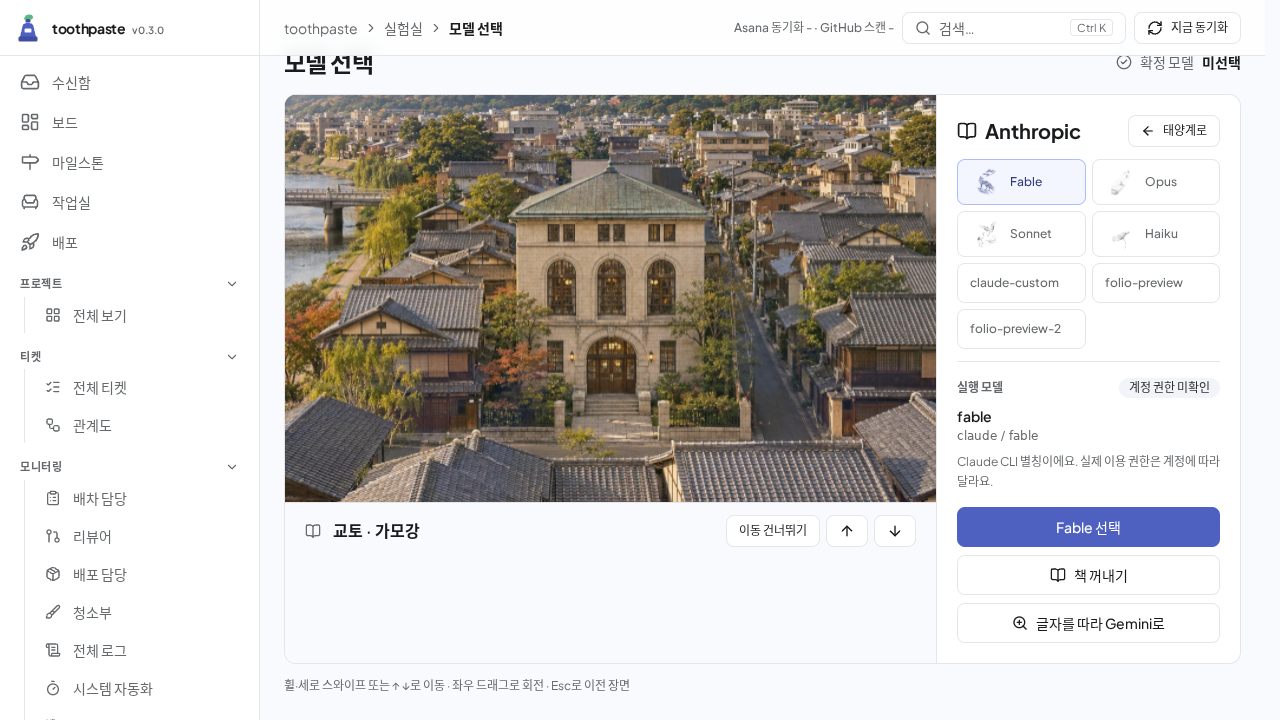 toothpaste v0.3.0
수신함
보드
마일스톤
작업실
배포
프로젝트
전체 보기
티켓
전체 티켓
관계도
모니터링
배차 담당
리뷰어
배포 담당
청소부
전체 로그
시스템 자동화
toothpaste > 실험실 > 모델 선택
Asana 동기화 - · GitHub 스캔 -
검색...
Ctrl K
지금 동기화
모델 선택
확정 모델 미선택
교토 · 가모강
이동 건너뛰기
Anthropic
태양계로
Fable
Opus
Sonnet
Haiku
claude-custom
folio-preview
folio-preview-2
실행 모델
계정 권한 미확인
fable
claude / fable
Claude CLI 별칭이에요. 실제 이용 권한은 계정에 따라
달라요.
Fable 선택
책 꺼내기
글자를 따라 Gemini로
휠·세로 스와이프 또는 ↑ ↓로 이동 · 좌우 드래그로 회전 · Esc로 이전 장면